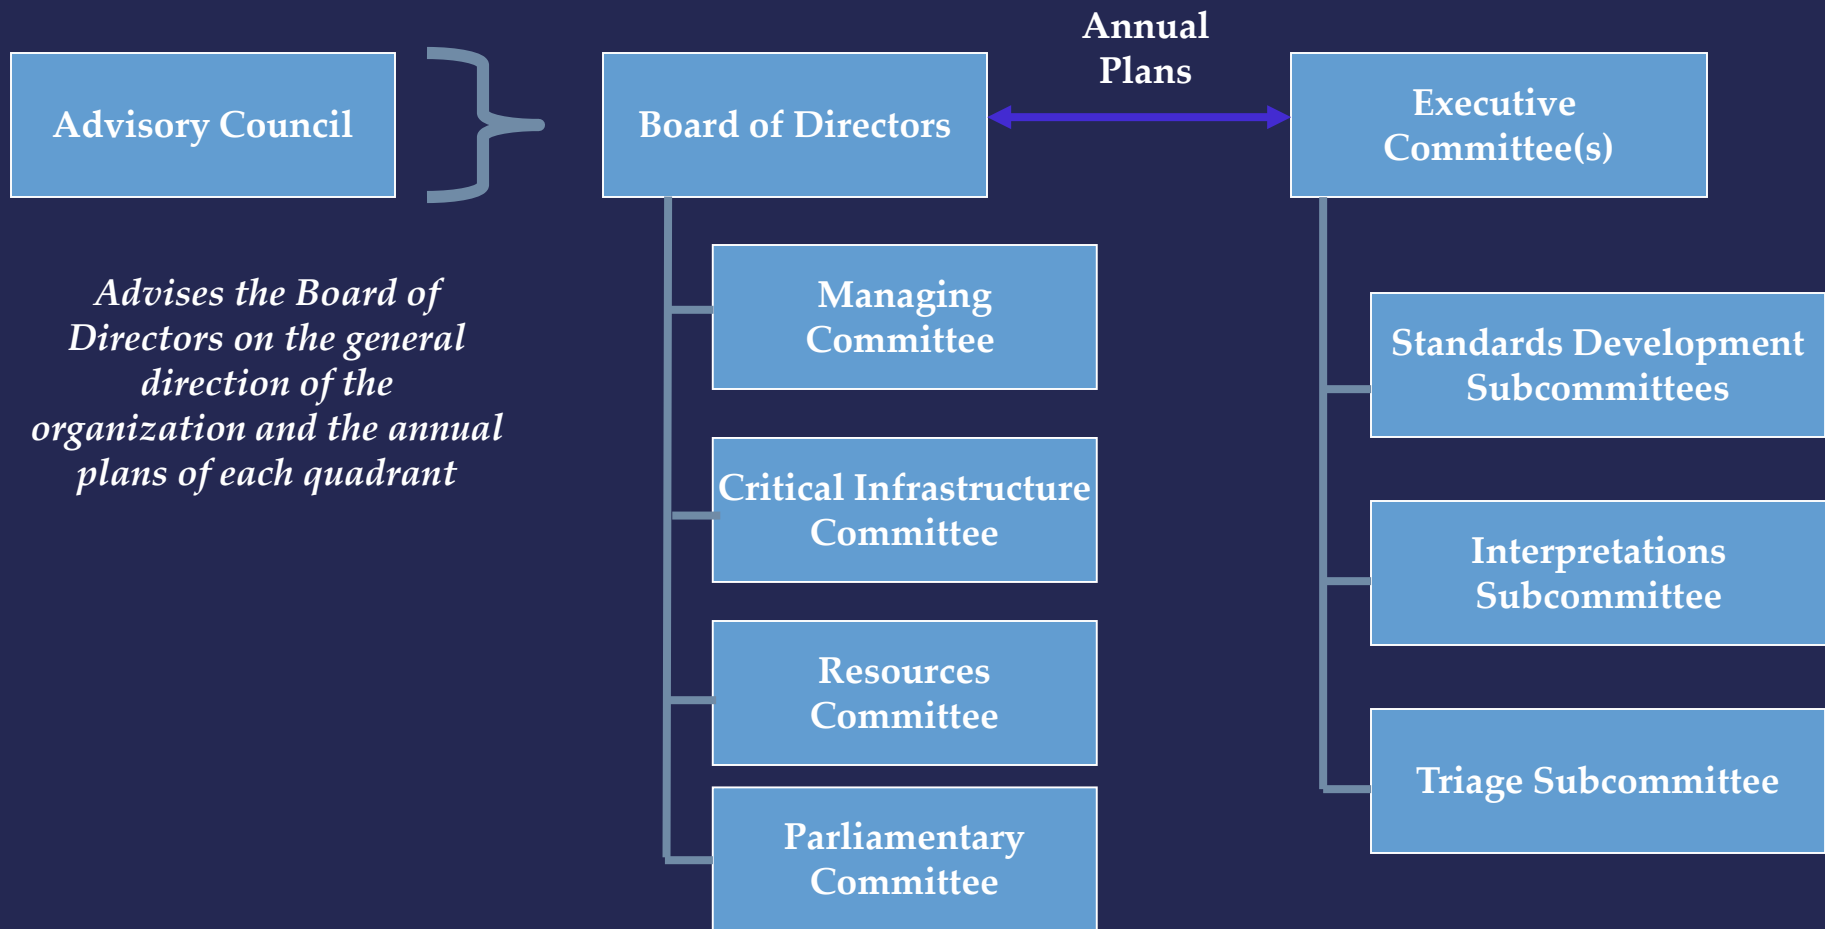 Advisory Council
Advises the Board of
Directors on the general
direction of the
organization and the annual
plans of each quadrant
Board of Directors
Annual
Plans
Executive
Committee(s)
Managing
Committee
Critical Infrastructure
Committee
Resources
Committee
Parliamentary
Committee
Standards Development
Subcommittees
Interpretations
Subcommittee
Triage Subcommittee